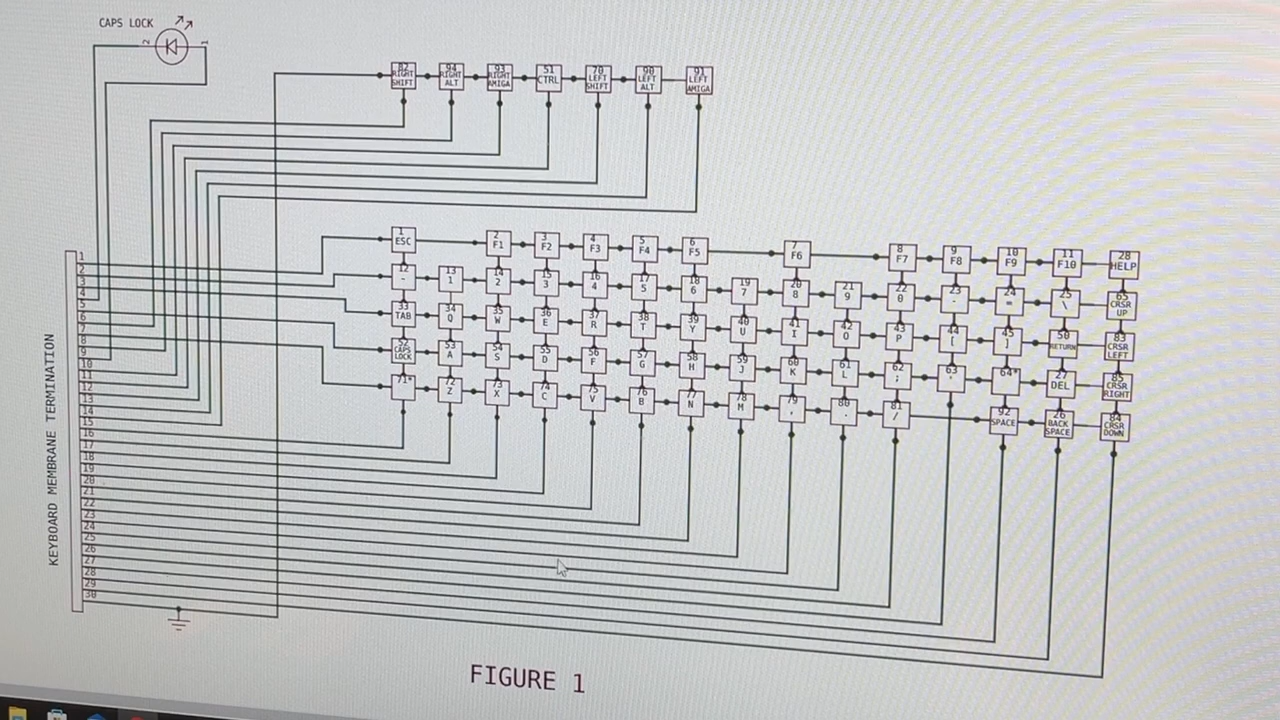 CAPS LOCK
2 1
87 RIGHT SHIFT
94 RIGHT ALT
93 RIGHT AMIGA
51 CTRL
70 LEFT SHIFT
90 LEFT ALT
91 LEFT AMIGA
KEYBOARD MEMBRANE TERMINATION
1
2
3
4
5
6
7
8
9
10
11
12
13
14
15
16
17
18
19
20
21
22
23
24
25
26
27
28
29
30
1 ESC
2 F1
3 F2
4 F3
5 F4
6 F5
7 F6
8 F7
9 F8
10 F9
11 F10
28 HELP
12
13 1
14 2
15 3
16 4
17 5
18 6
19 7
20 8
21 9
22 0
23 -
24 =
25 \
65 CRSR UP
33 TAB
34 Q
35 W
36 E
37 R
38 T
39 Y
40 U
41 I
42 O
43 P
44 [
45 ]
50 RETURN
83 CRSR LEFT
52 CAPS LOCK
53 A
54 S
55 D
56 F
57 G
58 H
59 J
60 K
61 L
62 ;
63 '
64*
27 DEL
85 CRSR RIGHT
71*
72 Z
73 X
74 C
75 V
76 B
77 N
78 M
79 ,
80 .
81 /
92 SPACE
26 BACK SPACE
84 CRSR DOWN
FIGURE 1